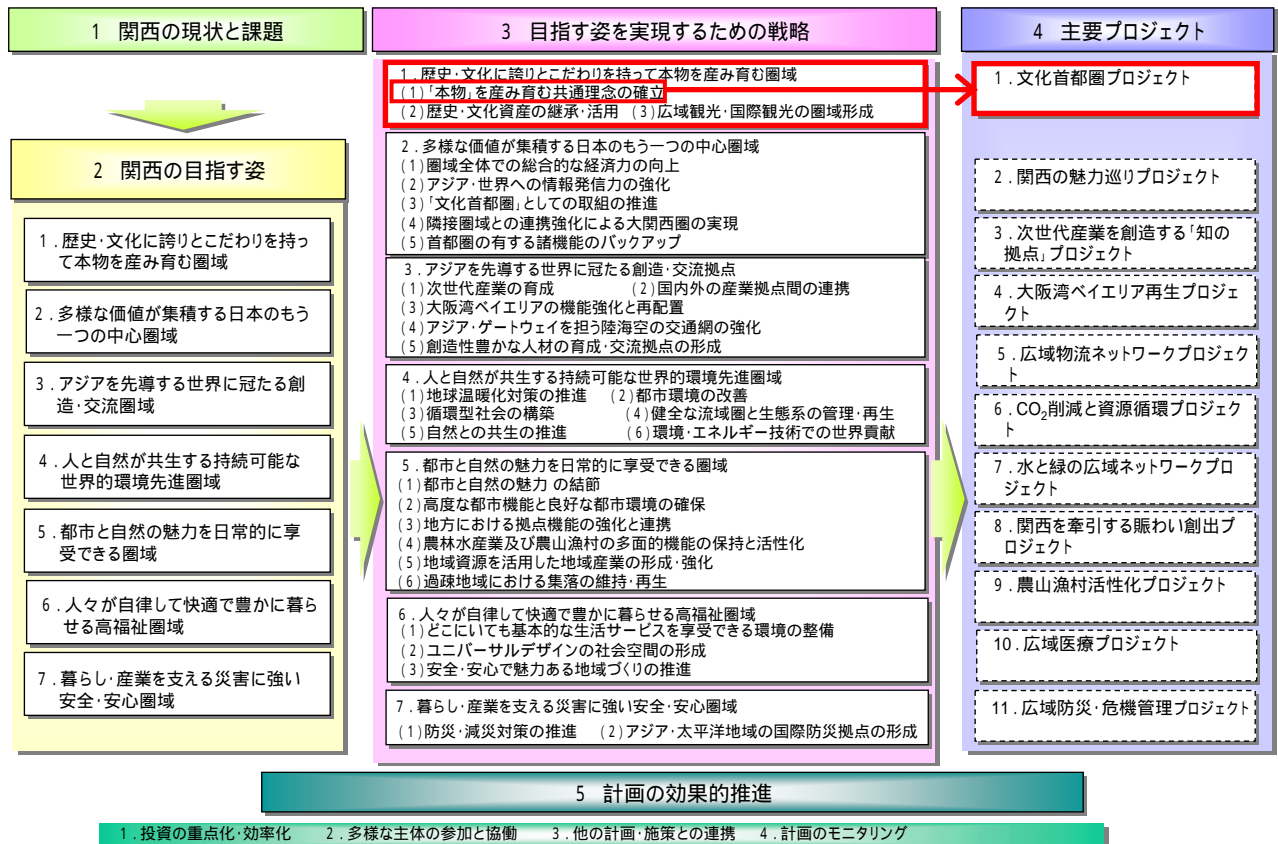 1 関西の現状と課題
2 関西の目指す姿
1.歴史・文化に誇りとこだわりを持っ
て本物を産み育む圏域
2.多様な価値が集積する日本のもう
一つの中心圏域
3.アジアを先導する世界に冠たる創
造・交流圏域
4.人と自然が共生する持続可能な
世界的環境先進圏域
5.都市と自然の魅力を日常的に享
受できる圏域
6.人々が自律して快適で豊かに暮ら
せる高福祉圏域
7.暮らし・産業を支える災害に強い
安全・安心圏域
3 目指す姿を実現するための戦略
1.歴史・文化に誇りとこだわりを持って本物を産み育む圏域
(1)「本物」を産み育む共通理念の確立
(2)歴史・文化資産の継承・活用 (3)広域観光・国際観光の圏域形成
2.多様な価値が集積する日本のもう一つの中心圏域
(1)圏域全体での総合的な経済力の向上
(2)アジア・世界への情報発信力の強化
(3)「文化首都圏」としての取組の推進
(4)隣接圏域との連携強化による大関西圏の実現
(5)首都圏の有する諸機能のバックアップ
3.アジアを先導する世界に冠たる創造・交流拠点
(1)次世代産業の育成 (2)国内外の産業拠点間の連携
(3)大阪湾ベイエリアの機能強化と再配置
(4)アジア・ゲートウェイを担う陸海空の交通網の強化
(5)創造性豊かな人材の育成・交流拠点の形成
4.人と自然が共生する持続可能な世界的環境先進圏域
(1)地球温暖化対策の推進 (2)都市環境の改善
(3)循環型社会の構築 (4)健全な流域圏と生態系の管理・再生
(5)自然との共生の推進 (6)環境・エネルギー技術での世界貢献
5.都市と自然の魅力を日常的に享受できる圏域
(1)都市と自然の魅力 の結節
(2)高度な都市機能と良好な都市環境の確保
(3)地方における拠点機能の強化と連携
(4)農林水産業及び農山漁村の多面的機能の保持と活性化
(5)地域資源を活用した地域産業の形成・強化
(6)過疎地域における集落の維持・再生
6.人々が自律して快適で豊かに暮らせる高福祉圏域
(1)どこにいても基本的な生活サービスを享受できる環境の整備
(2)ユニバーサルデザインの社会空間の形成
(3)安全・安心で魅力ある地域づくりの推進
7.暮らし・産業を支える災害に強い安全・安心圏域
(1)防災・減災対策の推進 (2)アジア・太平洋地域の国際防災拠点の形成
4 主要プロジェクト
1.文化首都圏プロジェクト
2.関西の魅力巡りプロジェクト
3.次世代産業を創造する「知の
拠点」プロジェクト
4.大阪湾ベイエリア再生プロジェ
クト
5.広域物流ネットワークプロジェク
ト
6.CO2削減と資源循環プロジェク
ト
7.水と緑の広域ネットワークプロ
ジェクト
8.関西を牽引する賑わい創出プ
ロジェクト
9.農山漁村活性化プロジェクト
10.広域医療プロジェクト
11.広域防災・危機管理プロジェクト
5 計画の効果的推進
1.投資の重点化・効率化 2.多様な主体の参加と協働 3.他の計画・施策との連携 4.計画のモニタリング